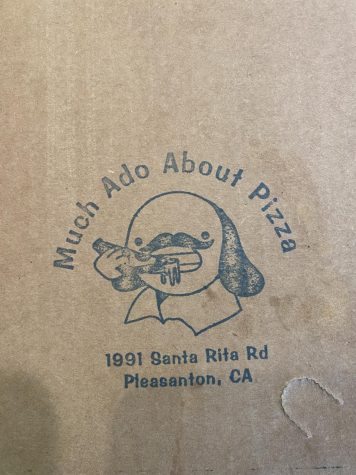 Much Ado About Pizza
1991 Santa Rita Rd
Pleasanton, CA